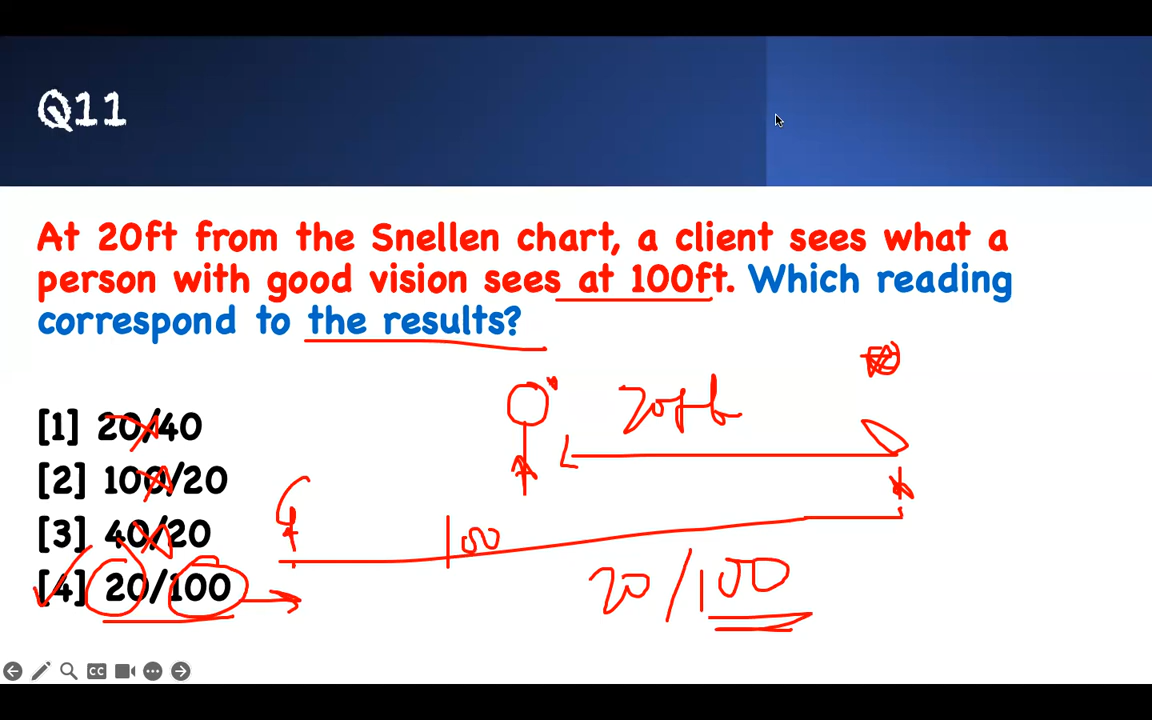 Q11
At 20ft from the Snellen chart, a client sees what a
person with good vision sees at 100ft. Which reading
correspond to the results?
[1] 20/40
[2] 100/20
[3] 40/20
[4] 20/100
20ft
100
20/100
CC